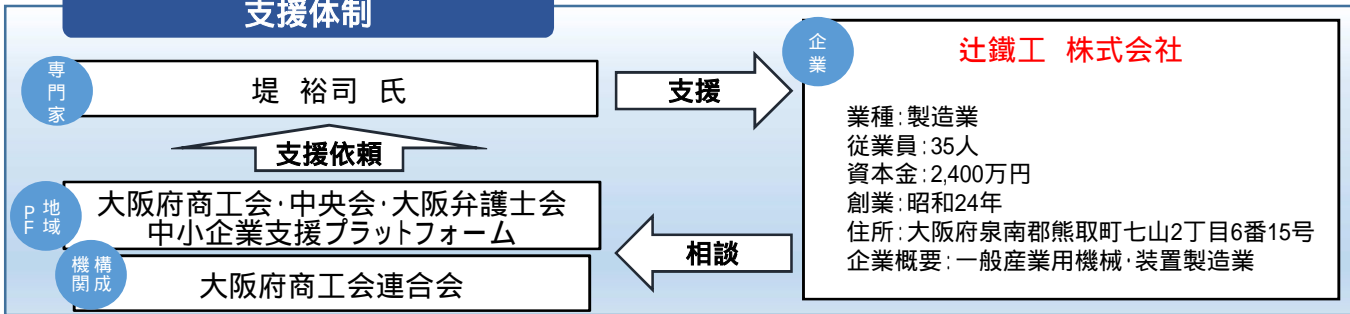 支援体制
専門家
堤 裕司 氏
支援
支援依頼
地域PF
大阪府商工会・中央会・大阪弁護士会
中小企業支援プラットフォーム
相談
構成機関
大阪府商工会連合会
企業
辻鐵工 株式会社
業種:製造業
従業員:35人
資本金:2,400万円
創業:昭和24年
住所:大阪府泉南郡熊取町七山2丁目6番15号
企業概要:一般産業用機械・装置製造業